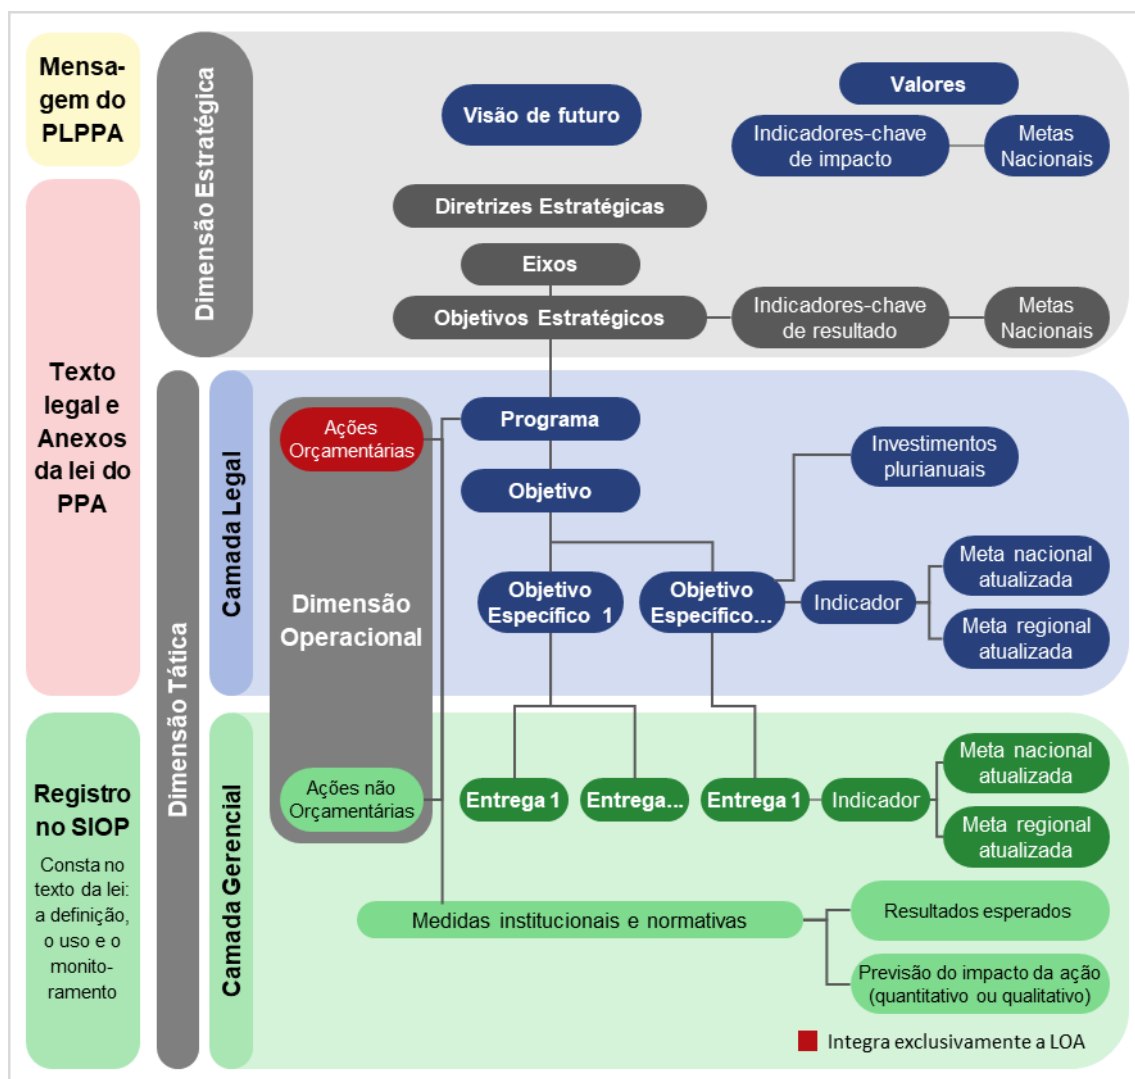 Mensa-
gem do
PLPPA
Texto
legal e
Anexos
da lei do
PPA
Registro
no SIOP
Consta no
texto da lei:
a definição,
o uso e o
monito-
ramento
Dimensão Estratégica
Visão de futuro
Valores
Indicadores-chave
de impacto
Metas
Nacionais
Diretrizes Estratégicas
Eixos
Objetivos Estratégicos
Indicadores-chave
de resultado
Metas
Nacionais
Dimensão Tática
Camada Legal
Ações
Orçamentárias
Dimensão
Operacional
Programa
Objetivo
Investimentos
plurianuais
Objetivo
Específico 1
Objetivo
Específico...
Indicador
Meta nacional
atualizada
Meta regional
atualizada
Camada Gerencial
Ações não
Orçamentárias
Entrega 1
Entrega...
Entrega 1
Indicador
Meta nacional
atualizada
Meta regional
atualizada
Medidas institucionais e normativas
Resultados esperados
Previsão do impacto da ação
(quantitativo ou qualitativo)
Integra exclusivamente a LOA